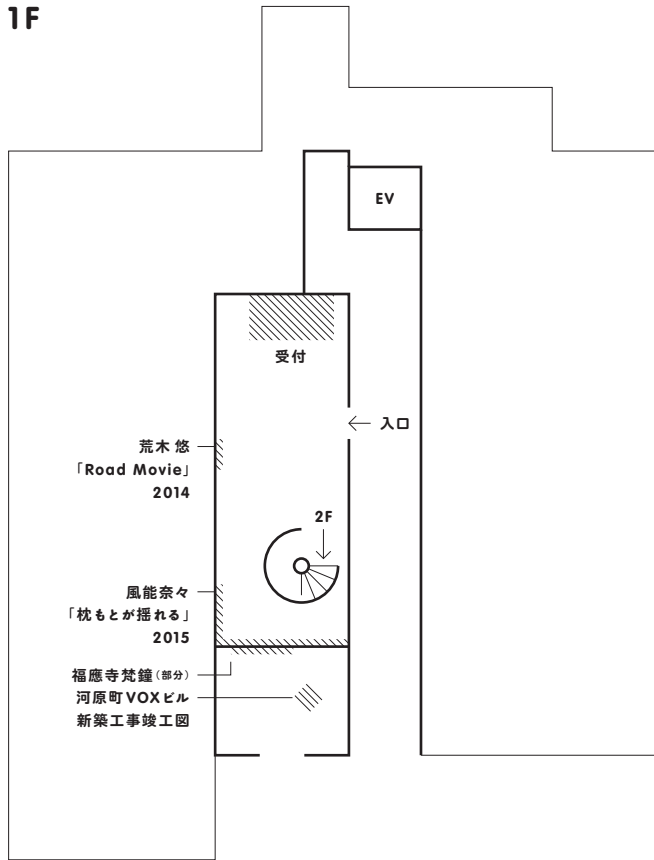 1F
EV
受付
入口
荒木 悠
「Road Movie」
2014
2F
風能奈々
「枕もとが揺れる」
2015
福應寺梵鐘(部分)
河原町VOXビル
新築工事竣工図